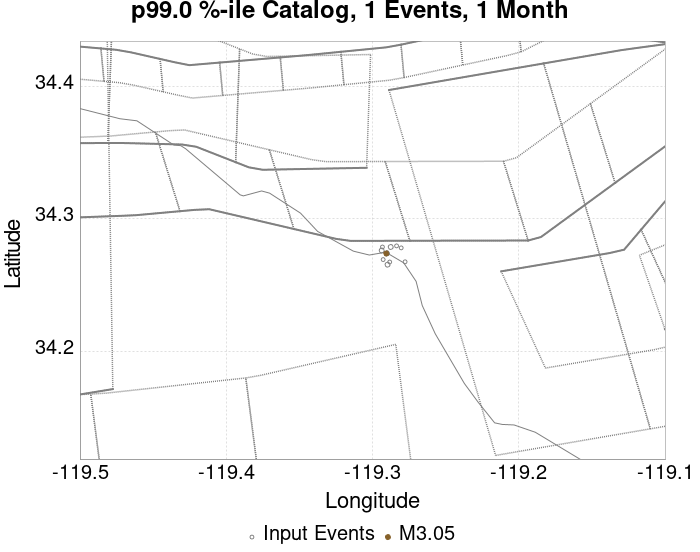 p99.0 %-ile Catalog, 1 Events, 1 Month
34.4
34.3
34.2
Latitude
-119.5
-119.4
-119.3
-119.2
-119.1
Longitude
Input Events
M3.05